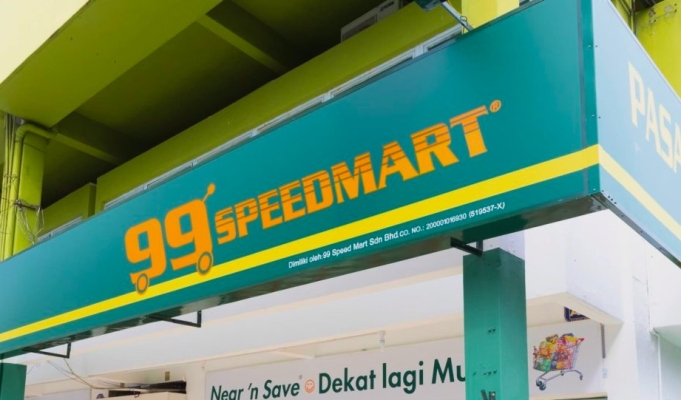 99 SPEEDMART®
Dimiliki oleh 99 Speed Mart Sdn Bhd CO. NO.: 200001016930 (519537-X)
PASA
Near 'n Save Dekat lagi Mu